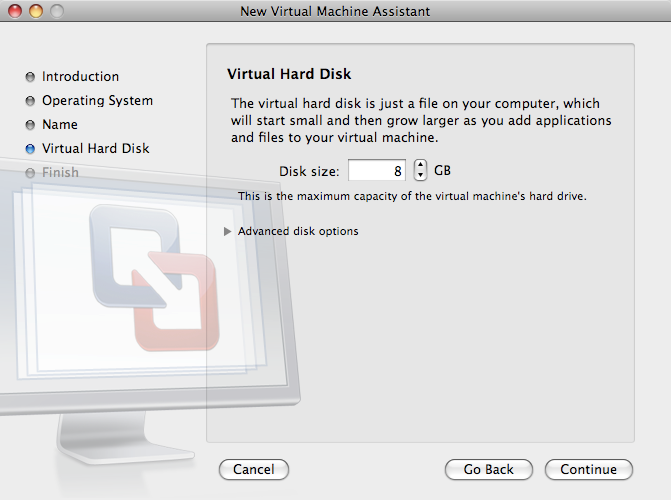 New Virtual Machine Assistant
Introduction
Operating System
Name
Virtual Hard Disk
Finish
Virtual Hard Disk
The virtual hard disk is just a file on your computer, which
will start small and then grow larger as you add applications
and files to your virtual machine.
Disk size: 8 GB
This is the maximum capacity of the virtual machine's hard drive.
Advanced disk options
Cancel Go Back Continue